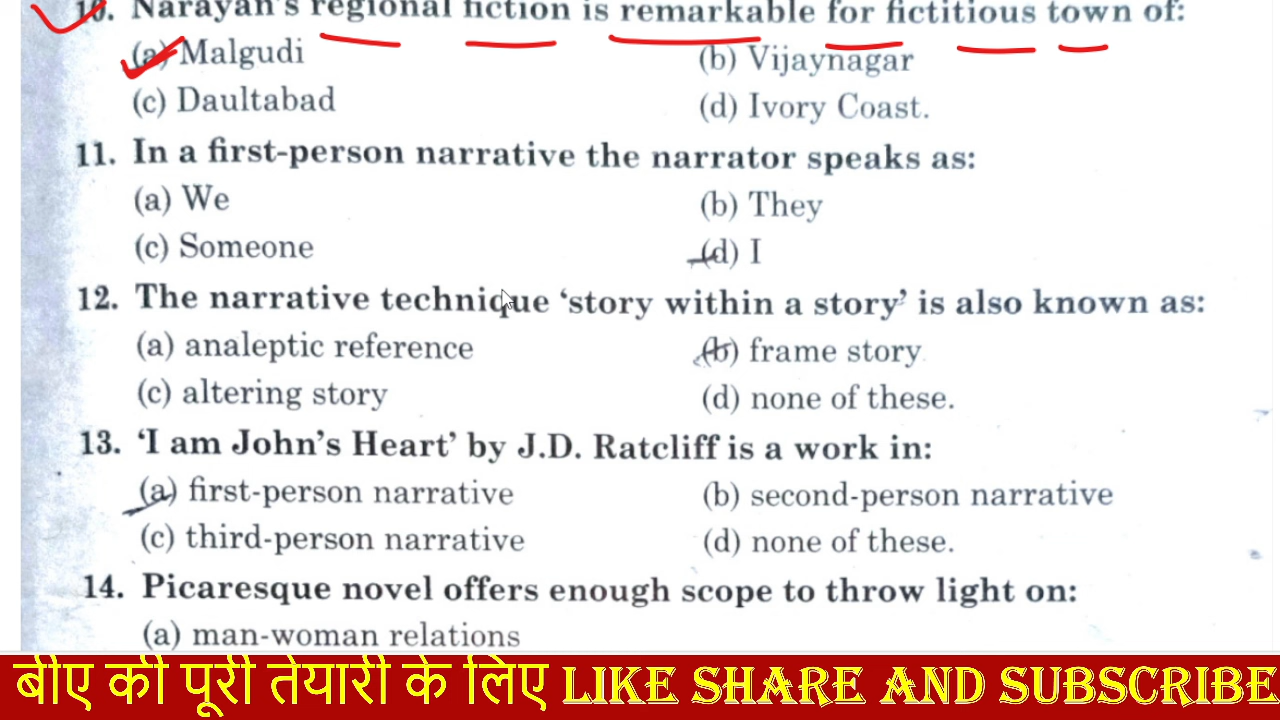 10. Narayan's regional fiction is remarkable for fictitious town of:
(a) Malgudi (b) Vijaynagar
(c) Daultabad (d) Ivory Coast.
11. In a first-person narrative the narrator speaks as:
(a) We (b) They
(c) Someone (d) I
12. The narrative technique ‘story within a story’ is also known as:
(a) analeptic reference (b) frame story
(c) altering story (d) none of these.
13. ‘I am John's Heart’ by J.D. Ratcliff is a work in:
(a) first-person narrative (b) second-person narrative
(c) third-person narrative (d) none of these.
14. Picaresque novel offers enough scope to throw light on:
(a) man-woman relations
बीए की पूरी तैयारी के लिए LIKE SHARE AND SUBSCRIBE